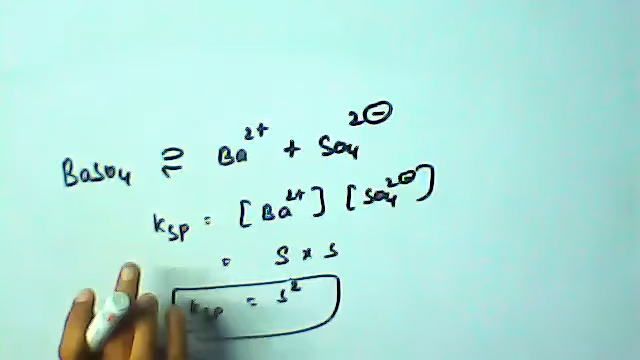 BaSO4 ⇌ Ba2+ + SO4 2⊖
Ksp = [Ba2+] [SO4 2⊖]
= S × S
Ksp = S2